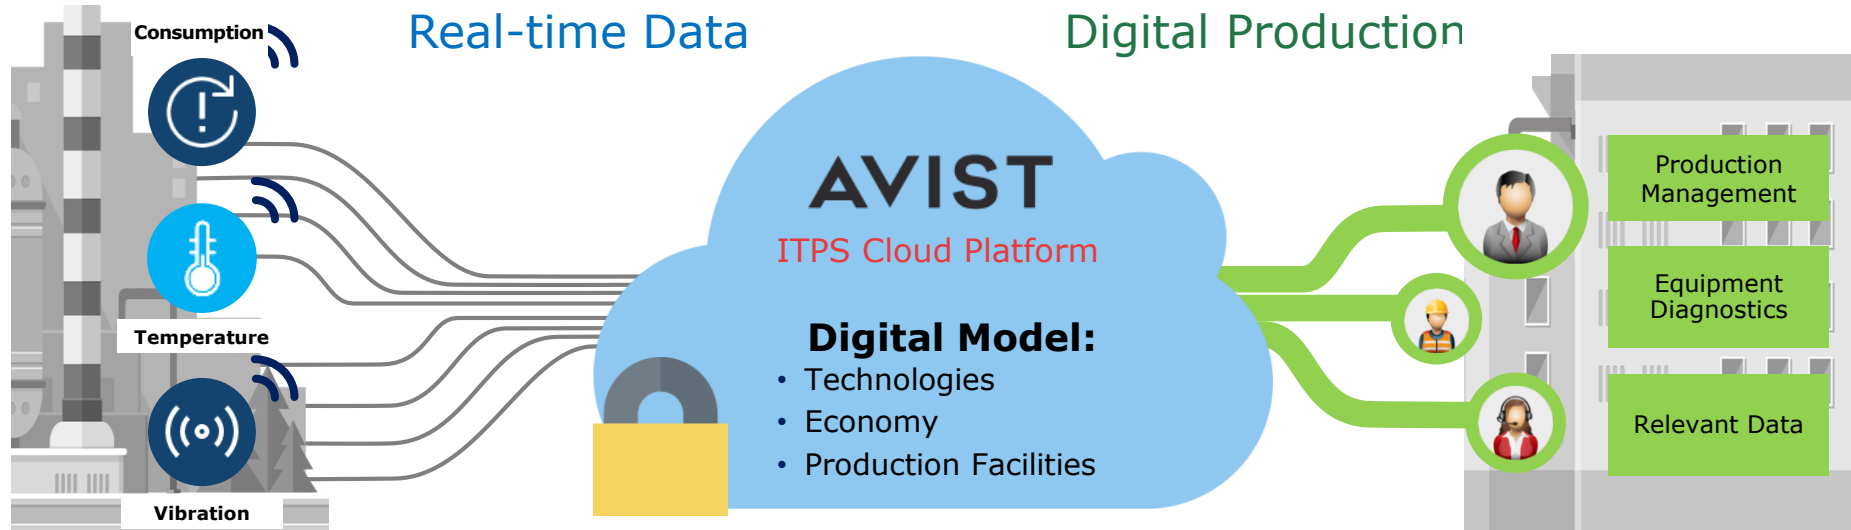 Real-time Data
Digital Production
Consumption
Temperature
Vibration
AVIST
ITPS Cloud Platform
Digital Model:
• Technologies
• Economy
• Production Facilities
Production
Management
Equipment
Diagnostics
Relevant Data